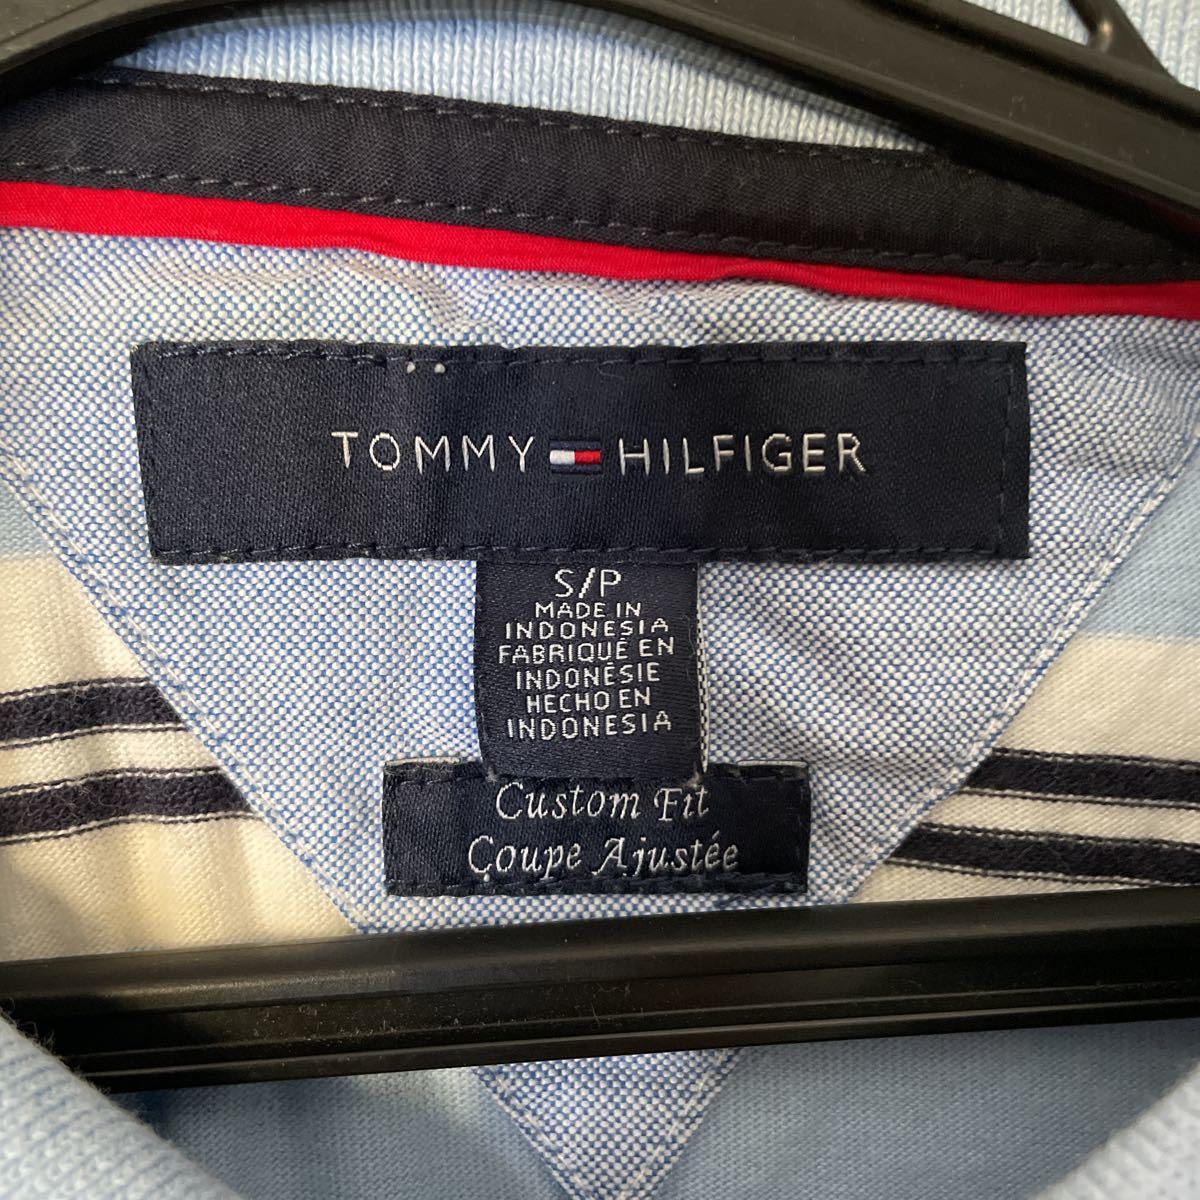 TOMMY HILFIGER
S/P
MADE IN
INDONESIA
FABRIQUÉ EN
INDONÉSIE
HECHO EN
INDONESIA
Custom Fit
Coupe Ajustée